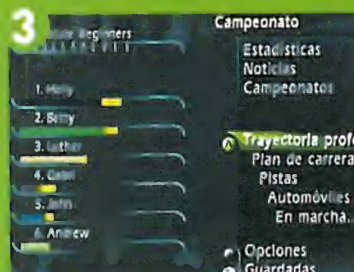 3
Beginners
1. Molly
2. Betty
3. Luther
4. Gabri
5. John
6. Andrew
Campeonato
Estadísticas
Noticias
Campeonatos
Trayectoria profe
Plan de carrera
Pistas
Automóviles
En marcha.
Opciones
Guardadas